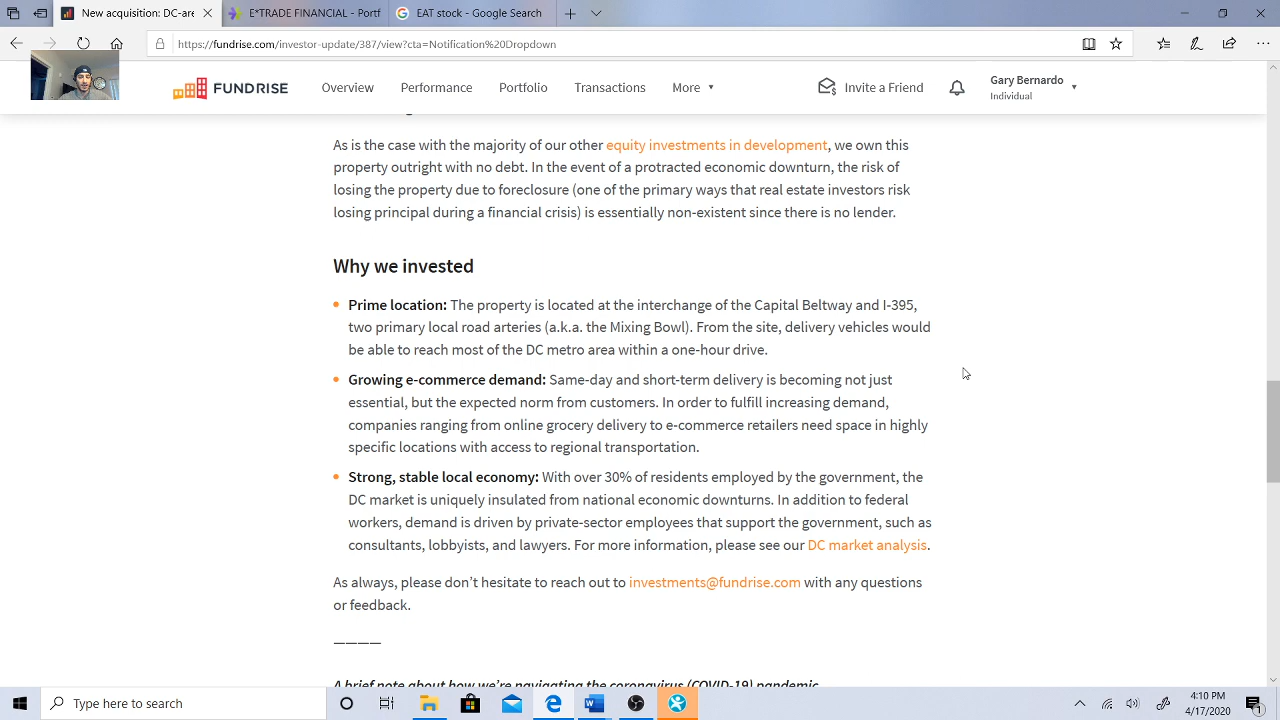 New acquisition DC-are
E*TRADE FINANCIAL - Por
EAT stock - Google Search
https://fundrise.com/investor-update/387/view?cta=Notification%20Dropdown
FUNDRISE
Overview
Performance
Portfolio
Transactions
More
Invite a Friend
Gary Bernardo
Individual
As is the case with the majority of our other equity investments in development, we own this
property outright with no debt. In the event of a protracted economic downturn, the risk of
losing the property due to foreclosure (one of the primary ways that real estate investors risk
losing principal during a financial crisis) is essentially non-existent since there is no lender.
Why we invested
• Prime location: The property is located at the interchange of the Capital Beltway and I-395,
two primary local road arteries (a.k.a. the Mixing Bowl). From the site, delivery vehicles would
be able to reach most of the DC metro area within a one-hour drive.
• Growing e-commerce demand: Same-day and short-term delivery is becoming not just
essential, but the expected norm from customers. In order to fulfill increasing demand,
companies ranging from online grocery delivery to e-commerce retailers need space in highly
specific locations with access to regional transportation.
• Strong, stable local economy: With over 30% of residents employed by the government, the
DC market is uniquely insulated from national economic downturns. In addition to federal
workers, demand is driven by private-sector employees that support the government, such as
consultants, lobbyists, and lawyers. For more information, please see our DC market analysis.
As always, please don't hesitate to reach out to investments@fundrise.com with any questions
or feedback.
————
A brief note about how we're navigating the coronavirus (COVID-19) pandemic
Type here to search
4:10 PM
4/17/2020